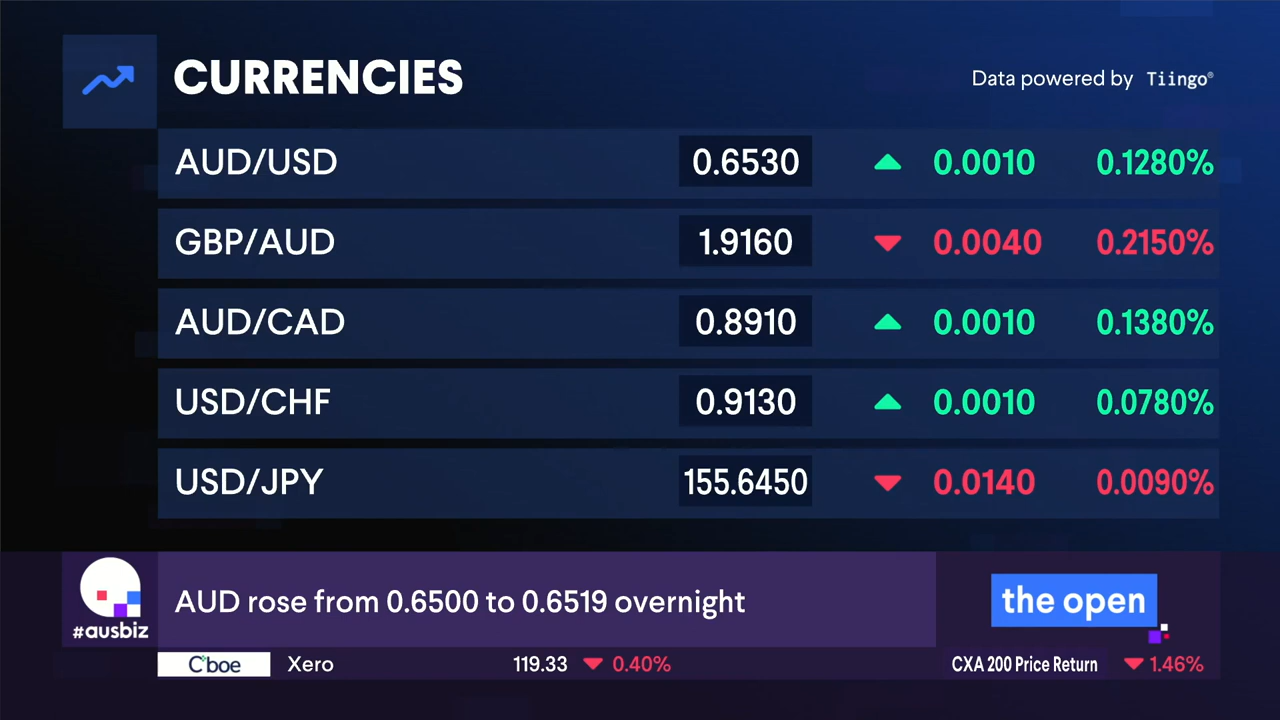 CURRENCIES
Data powered by Tiingo®
AUD/USD 0.6530 ▲ 0.0010 0.1280%
GBP/AUD 1.9160 ▼ 0.0040 0.2150%
AUD/CAD 0.8910 ▲ 0.0010 0.1380%
USD/CHF 0.9130 ▲ 0.0010 0.0780%
USD/JPY 155.6450 ▼ 0.0140 0.0090%
#ausbiz
AUD rose from 0.6500 to 0.6519 overnight
the open
Cboe Xero 119.33 ▼ 0.40% CXA 200 Price Return ▼ 1.46%